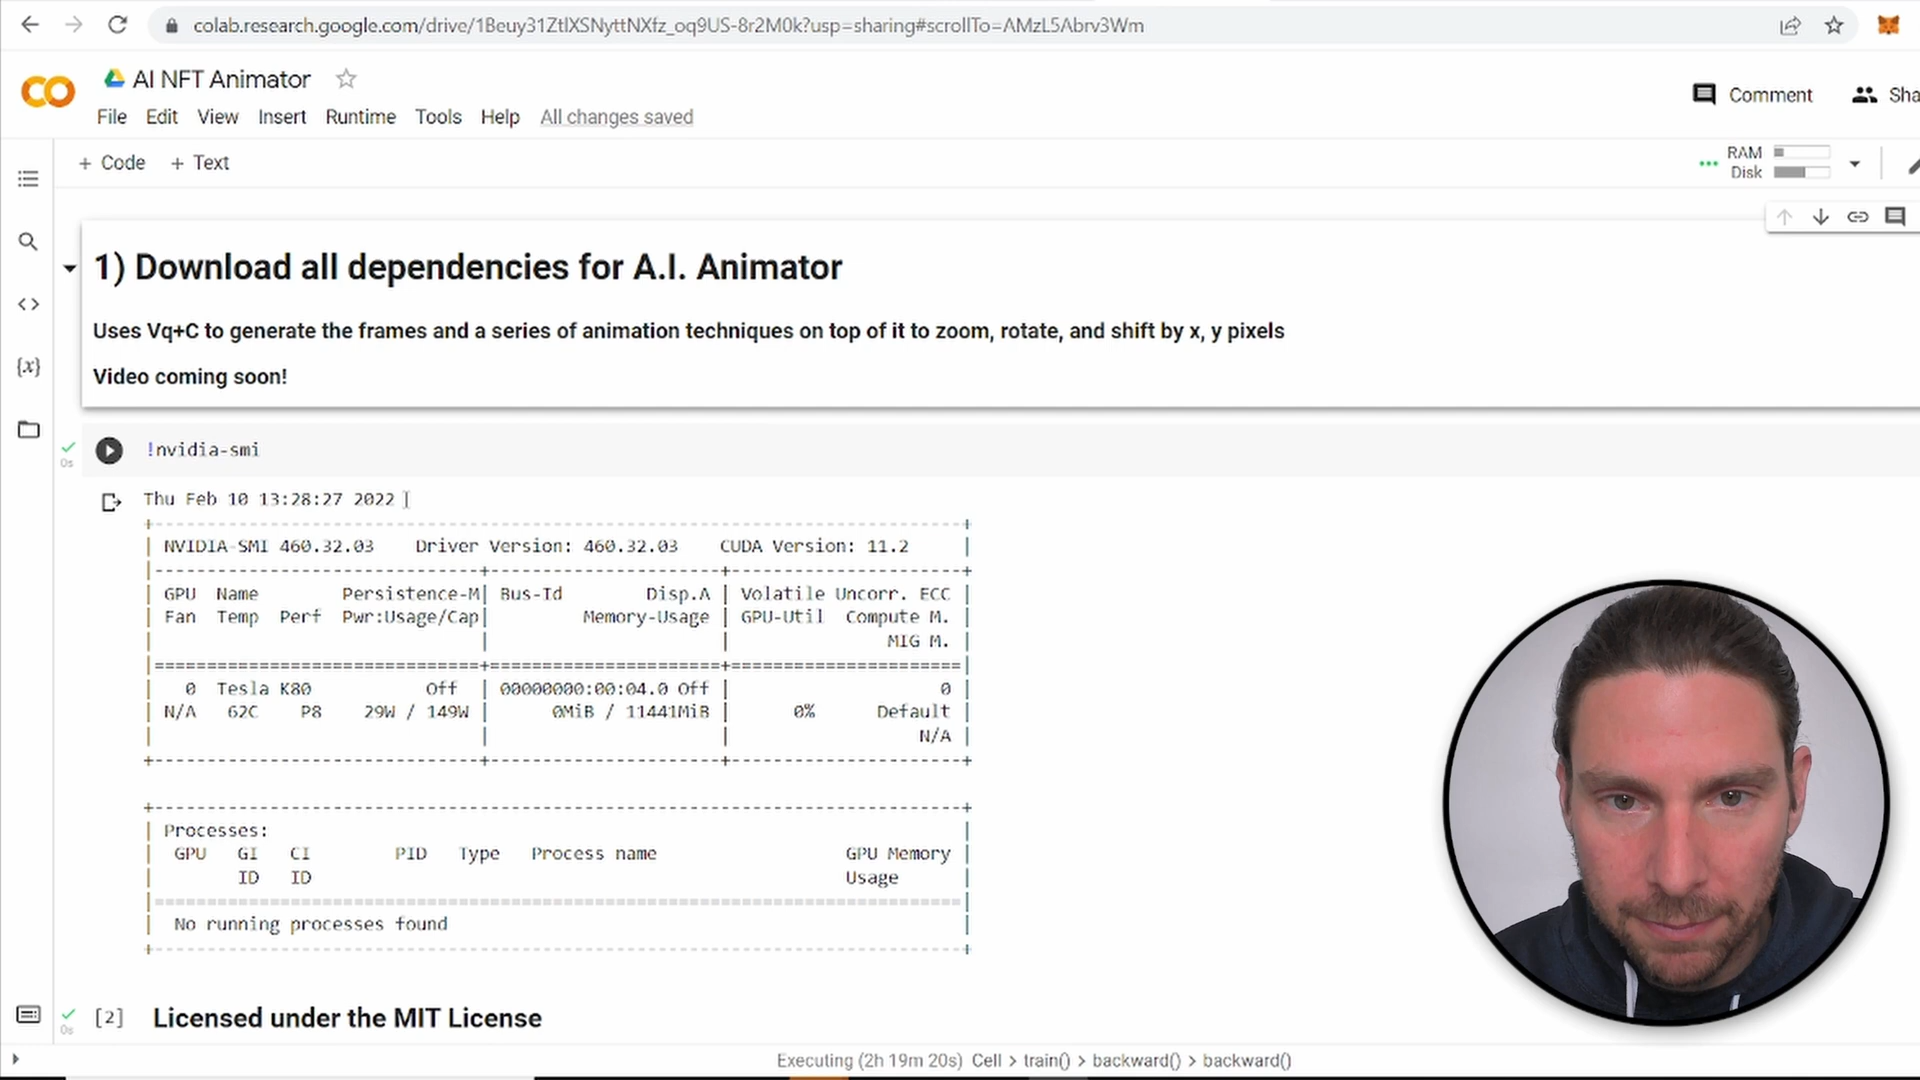 colab.research.google.com/drive/1Beuy31ZtlXSNyttNXfz_oq9US-8r2M0k?usp=sharing#scrollTo=AMzL5Abrv3Wm
AI NFT Animator
Comment
Sha
File Edit View Insert Runtime Tools Help All changes saved
+ Code + Text
RAM
Disk
1) Download all dependencies for A.I. Animator
Uses Vq+C to generate the frames and a series of animation techniques on top of it to zoom, rotate, and shift by x, y pixels
Video coming soon!
0s
!nvidia-smi
Thu Feb 10 13:28:27 2022
NVIDIA-SMI 460.32.03 Driver Version: 460.32.03 CUDA Version: 11.2
GPU Name Persistence-M| Bus-Id Disp.A | Volatile Uncorr. ECC
Fan Temp Perf Pwr:Usage/Cap| Memory-Usage | GPU-Util Compute M.
MIG M.
0 Tesla K80 Off | 00000000:00:04.0 Off | 0
N/A 62C P8 29W / 149W | 0MiB / 11441MiB | 0% Default
N/A
Processes:
GPU GI CI PID Type Process name GPU Memory
ID ID Usage
No running processes found
0s
[2] Licensed under the MIT License
Executing (2h 19m 20s) Cell > train() > backward() > backward()